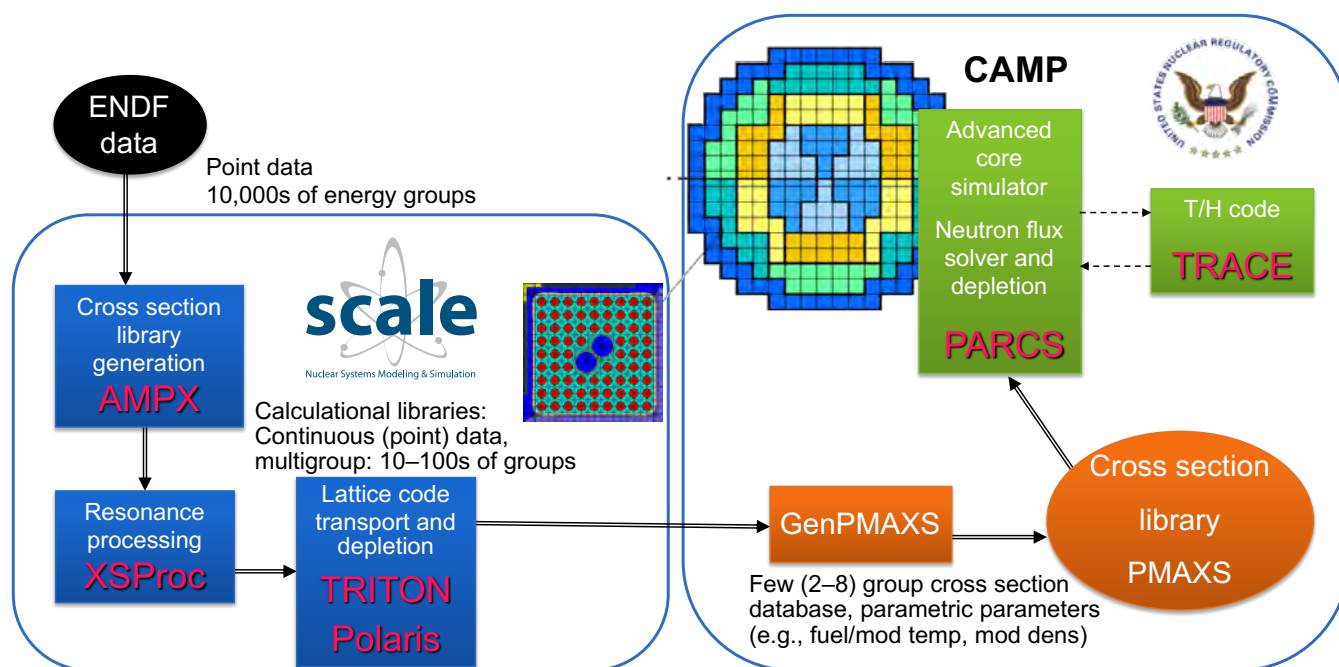 ENDF
data
Point data
10,000s of energy groups
Cross section
library
generation
AMPX
scale
Nuclear Systems Modeling & Simulation
Calculational libraries:
Continuous (point) data,
multigroup: 10–100s of groups
Resonance
processing
XSProc
Lattice code
transport and
depletion
TRITON
Polaris
CAMP
UNITED STATES NUCLEAR REGULATORY COMMISSION
Advanced
core
simulator
Neutron flux
solver and
depletion
PARCS
T/H code
TRACE
GenPMAXS
Few (2–8) group cross section
database, parametric parameters
(e.g., fuel/mod temp, mod dens)
Cross section
library
PMAXS